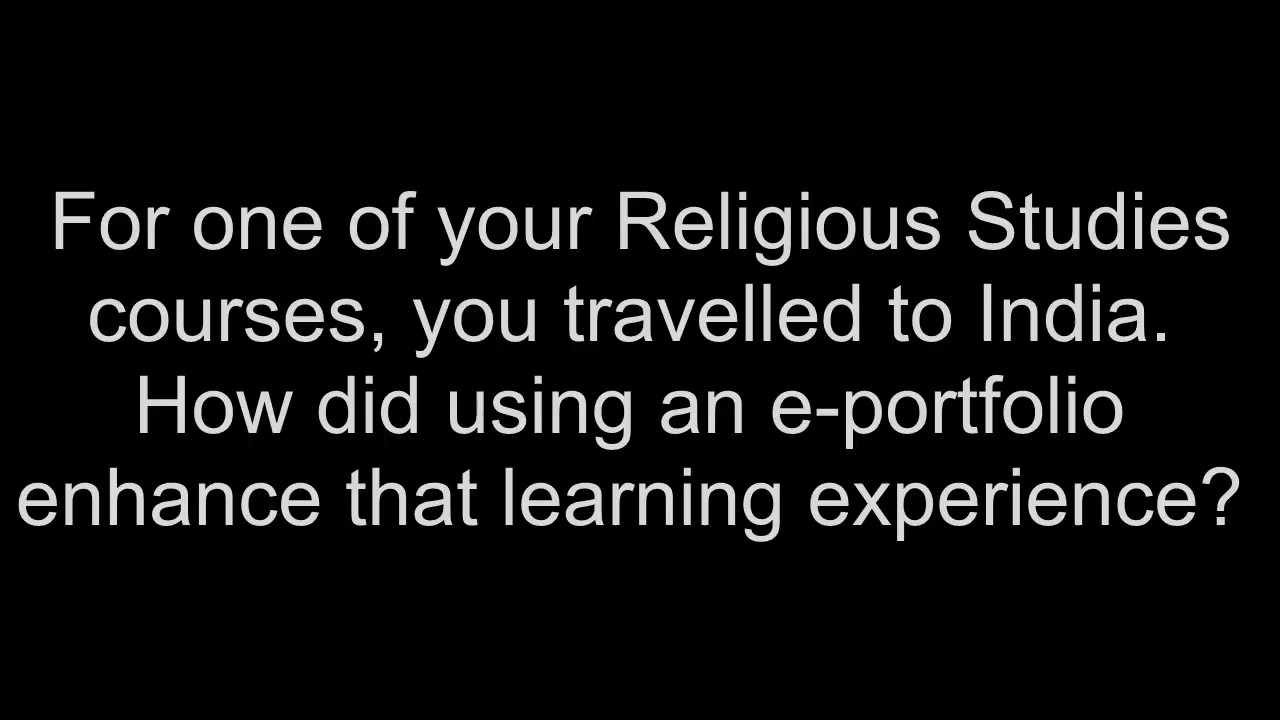 For one of your Religious Studies
courses, you travelled to India.
How did using an e-portfolio
enhance that learning experience?